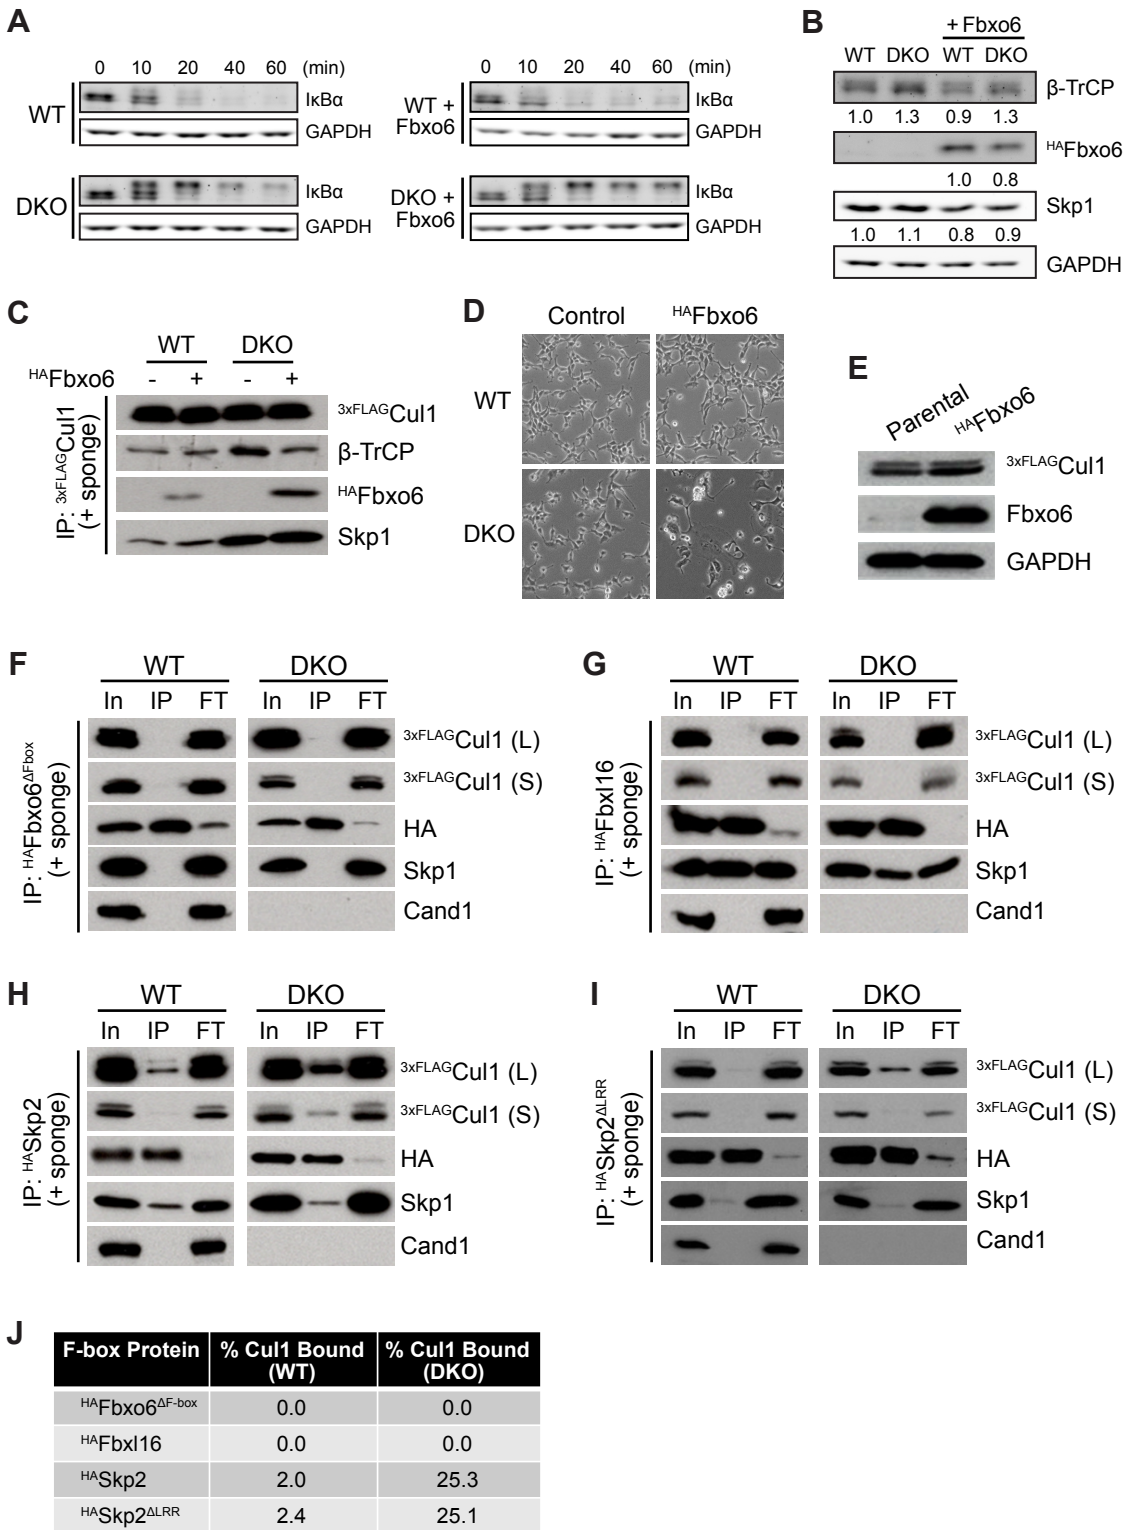 A
0 10 20 40 60 (min)
WT
IκBα
GAPDH
DKO
IκBα
GAPDH
0 10 20 40 60 (min)
WT +
Fbxo6
IκBα
GAPDH
DKO +
Fbxo6
IκBα
GAPDH
B
+ Fbxo6
WT DKO WT DKO
β-TrCP
1.0 1.3 0.9 1.3
HAFbxo6
1.0 0.8
Skp1
1.0 1.1 0.8 0.9
GAPDH
C
WT DKO
HAFbxo6 - + - +
IP: 3xFLAGCul1
(+ sponge)
3xFLAGCul1
β-TrCP
HAFbxo6
Skp1
D
Control HAFbxo6
WT
DKO
E
Parental HAFbxo6
3xFLAGCul1
Fbxo6
GAPDH
F
WT DKO
In IP FT In IP FT
IP: HAFbxo6ΔFbox
(+ sponge)
3xFLAGCul1 (L)
3xFLAGCul1 (S)
HA
Skp1
Cand1
G
WT DKO
In IP FT In IP FT
IP: HAFbxl16
(+ sponge)
3xFLAGCul1 (L)
3xFLAGCul1 (S)
HA
Skp1
Cand1
H
WT DKO
In IP FT In IP FT
IP: HASkp2
(+ sponge)
3xFLAGCul1 (L)
3xFLAGCul1 (S)
HA
Skp1
Cand1
I
WT DKO
In IP FT In IP FT
IP: HASkp2ΔLRR
(+ sponge)
3xFLAGCul1 (L)
3xFLAGCul1 (S)
HA
Skp1
Cand1
J
F-box Protein % Cul1 Bound % Cul1 Bound
(WT) (DKO)
HAFbxo6ΔF-box 0.0 0.0
HAFbxl16 0.0 0.0
HASkp2 2.0 25.3
HASkp2ΔLRR 2.4 25.1